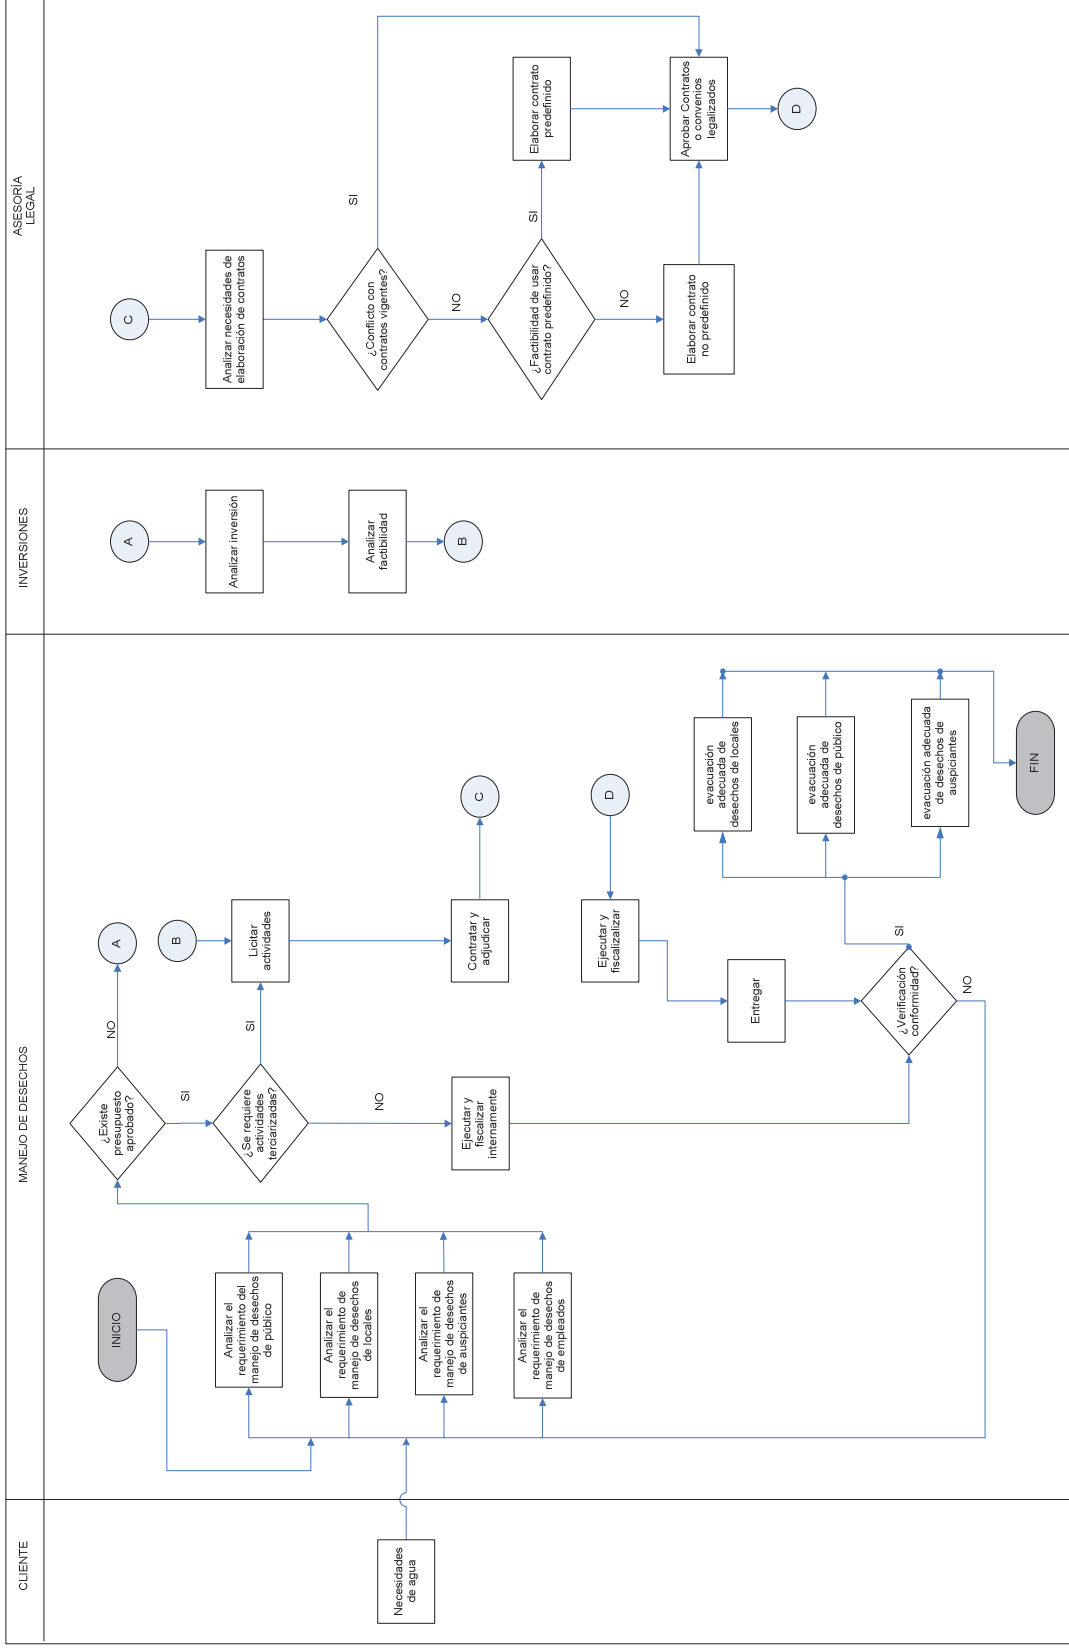 CLIENTE
MANEJO DE DESECHOS
INVERSIONES
ASESORÍA
LEGAL
Necesidades
de agua
INICIO
Analizar el
requerimiento del
manejo de desechos
de público
Analizar el
requerimiento de
manejo de desechos
de locales
Analizar el
requerimiento de
manejo de desechos
de auspiciantes
Analizar el
requerimiento de
manejo de desechos
de empleados
¿Existe
presupuesto
aprobado?
NO
A
SI
¿Se requiere
actividades
terciarizadas?
SI
NO
B
Licitar
actividades
Contratar y
adjudicar
C
Ejecutar y
fiscalizar
internamente
D
Ejecutar y
fiscalizalizar
Entregar
¿Verificación
conformidad?
SI
NO
evacuación
adecuada de
desechos de locales
evacuación
adecuada de
desechos de público
evacuación adecuada
de desechos de
auspiciantes
FIN
A
Analizar inversión
Analizar
factibilidad
B
C
Analizar necesidades de
elaboración de contratos
¿Conflicto con
contratos vigentes?
SI
NO
¿Factibilidad de usar
contrato predefinido?
SI
NO
Elaborar contrato
predefinido
Elaborar contrato
no predefinido
Aprobar Contratos
o convenios
legalizados
D